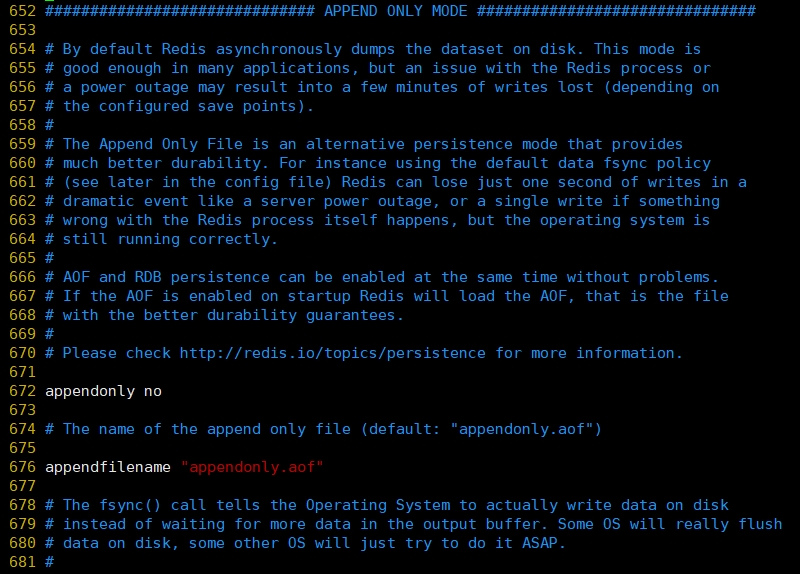 652 ############################## APPEND ONLY MODE ###############################
653
654 # By default Redis asynchronously dumps the dataset on disk. This mode is
655 # good enough in many applications, but an issue with the Redis process or
656 # a power outage may result into a few minutes of writes lost (depending on
657 # the configured save points).
658 #
659 # The Append Only File is an alternative persistence mode that provides
660 # much better durability. For instance using the default data fsync policy
661 # (see later in the config file) Redis can lose just one second of writes in a
662 # dramatic event like a server power outage, or a single write if something
663 # wrong with the Redis process itself happens, but the operating system is
664 # still running correctly.
665 #
666 # AOF and RDB persistence can be enabled at the same time without problems.
667 # If the AOF is enabled on startup Redis will load the AOF, that is the file
668 # with the better durability guarantees.
669 #
670 # Please check http://redis.io/topics/persistence for more information.
671
672 appendonly no
673
674 # The name of the append only file (default: "appendonly.aof")
675
676 appendfilename "appendonly.aof"
677
678 # The fsync() call tells the Operating System to actually write data on disk
679 # instead of waiting for more data in the output buffer. Some OS will really flush
680 # data on disk, some other OS will just try to do it ASAP.
681 #